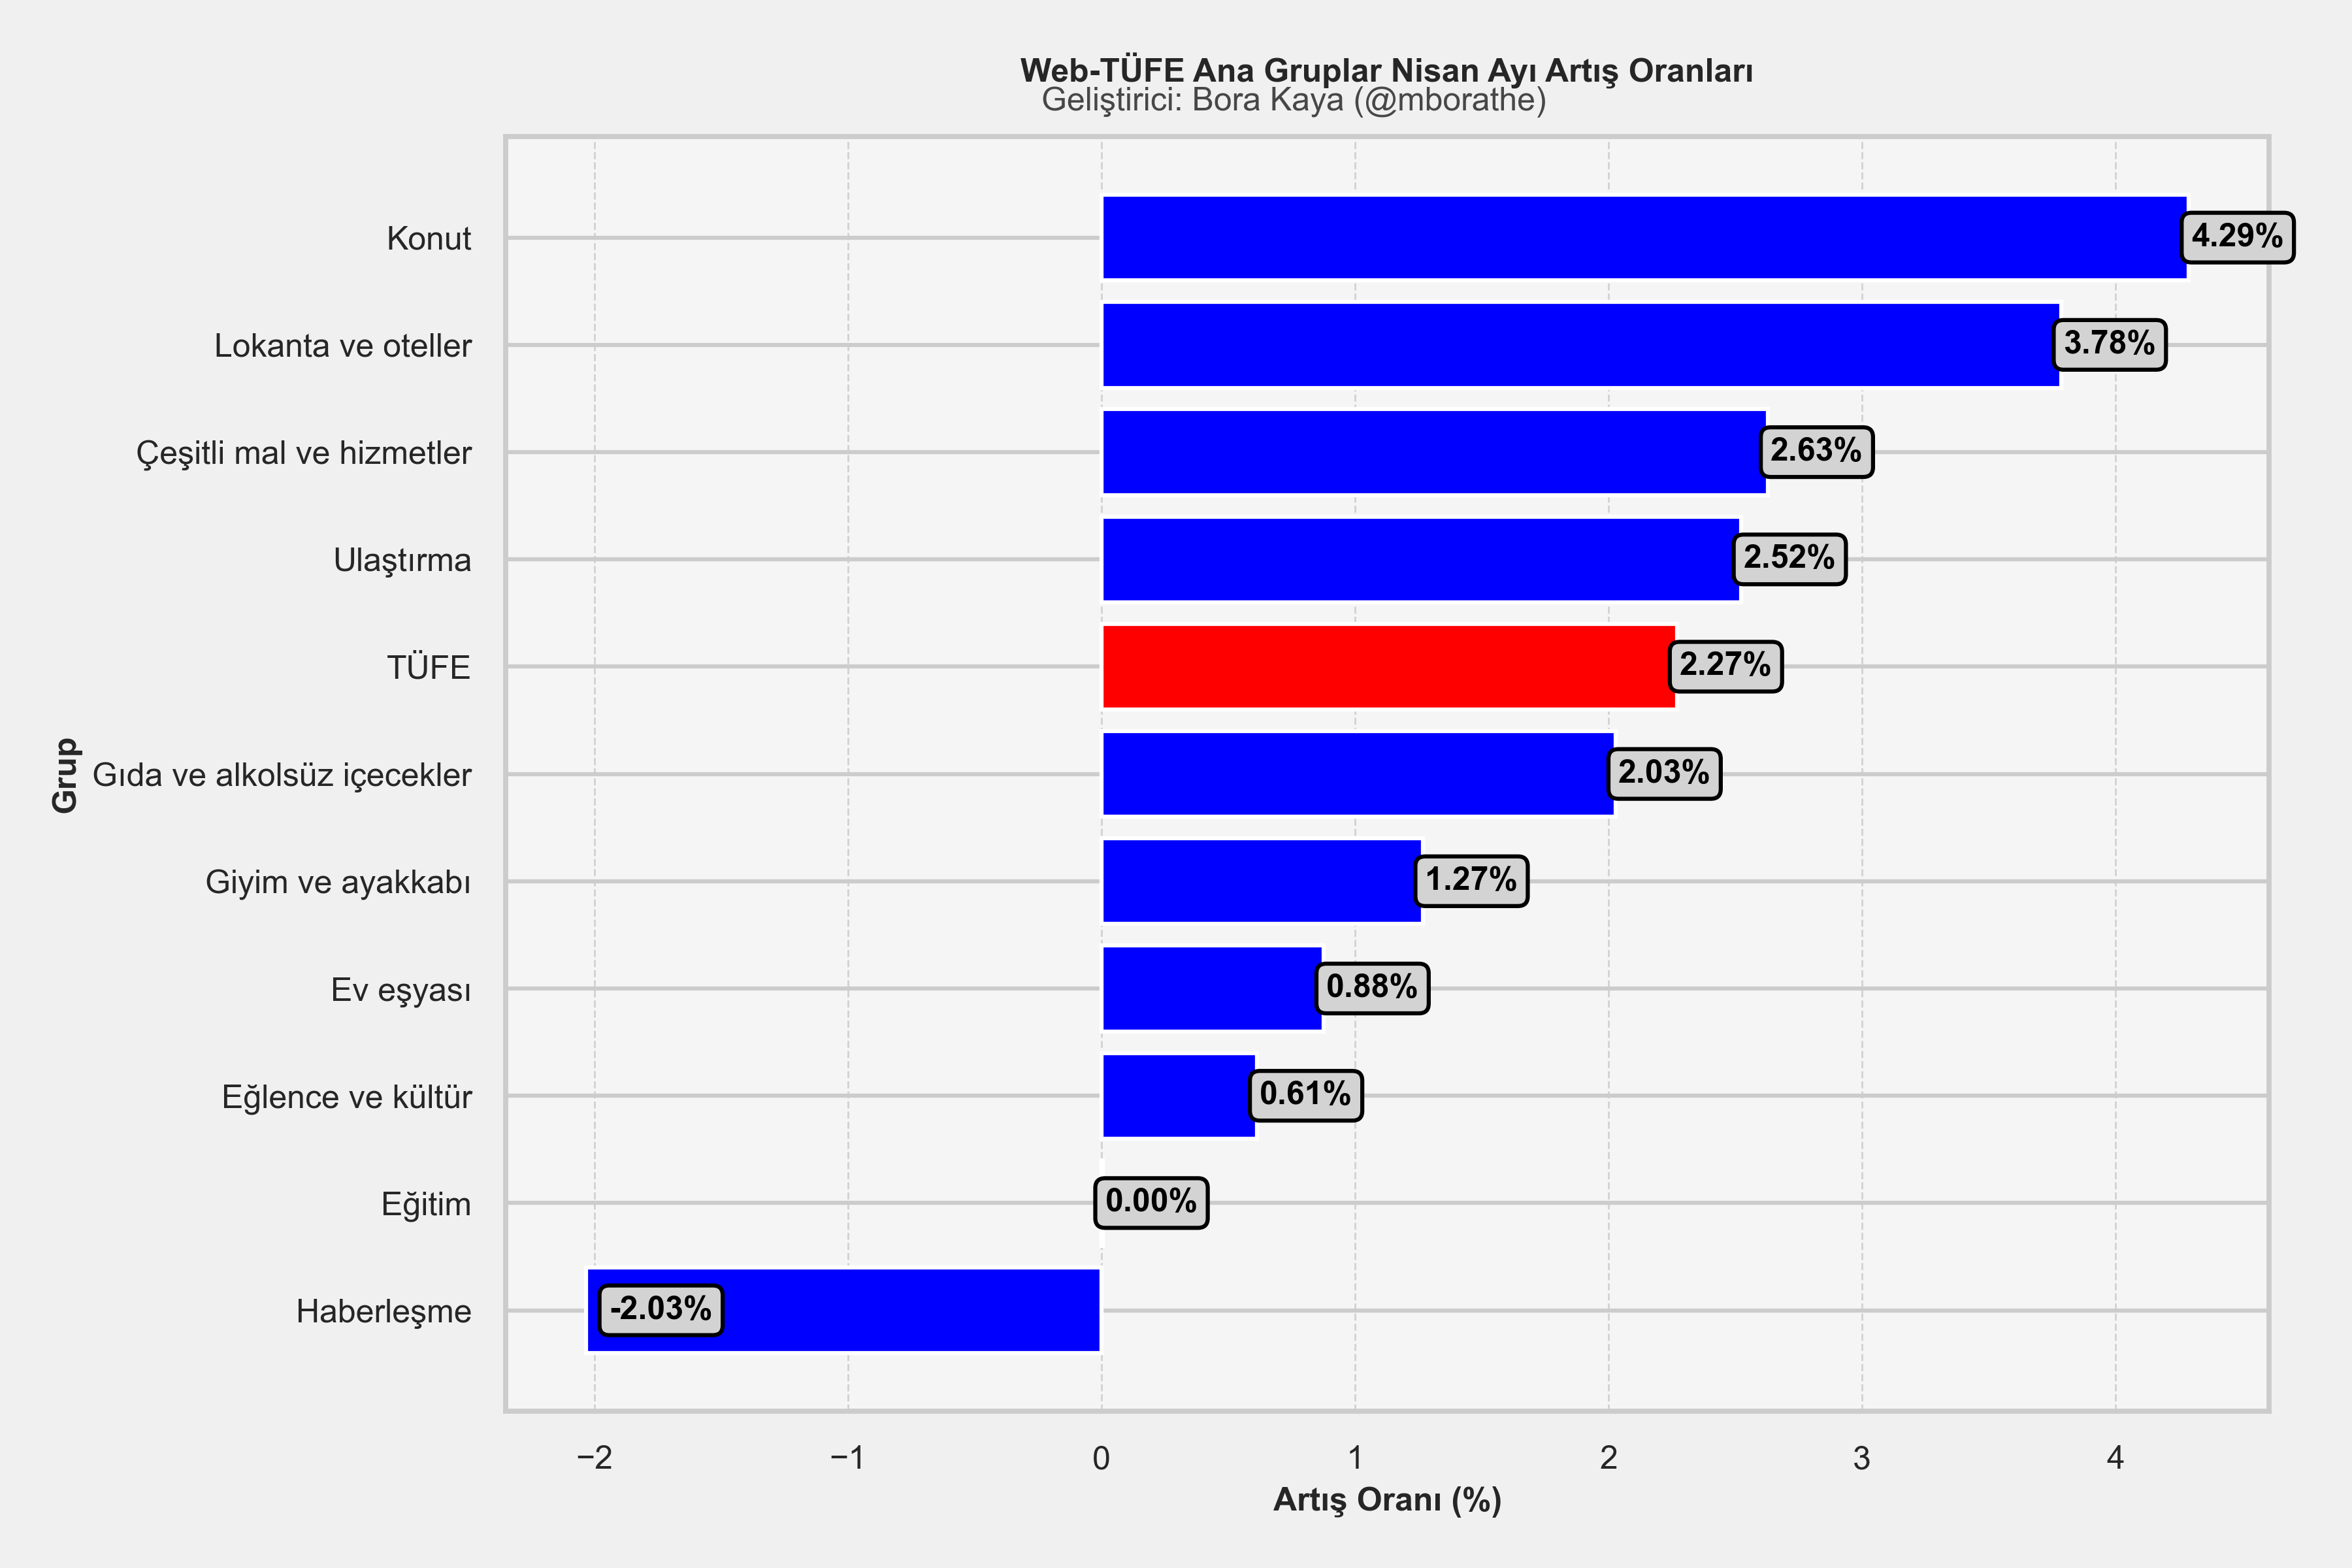 Web-TÜFE Ana Gruplar Nisan Ayı Artış Oranları
Geliştirici: Bora Kaya (@mborathe)
Grup
Konut 4.29%
Lokanta ve oteller 3.78%
Çeşitli mal ve hizmetler 2.63%
Ulaştırma 2.52%
TÜFE 2.27%
Gıda ve alkolsüz içecekler 2.03%
Giyim ve ayakkabı 1.27%
Ev eşyası 0.88%
Eğlence ve kültür 0.61%
Eğitim 0.00%
Haberleşme -2.03%
−2 −1 0 1 2 3 4
Artış Oranı (%)